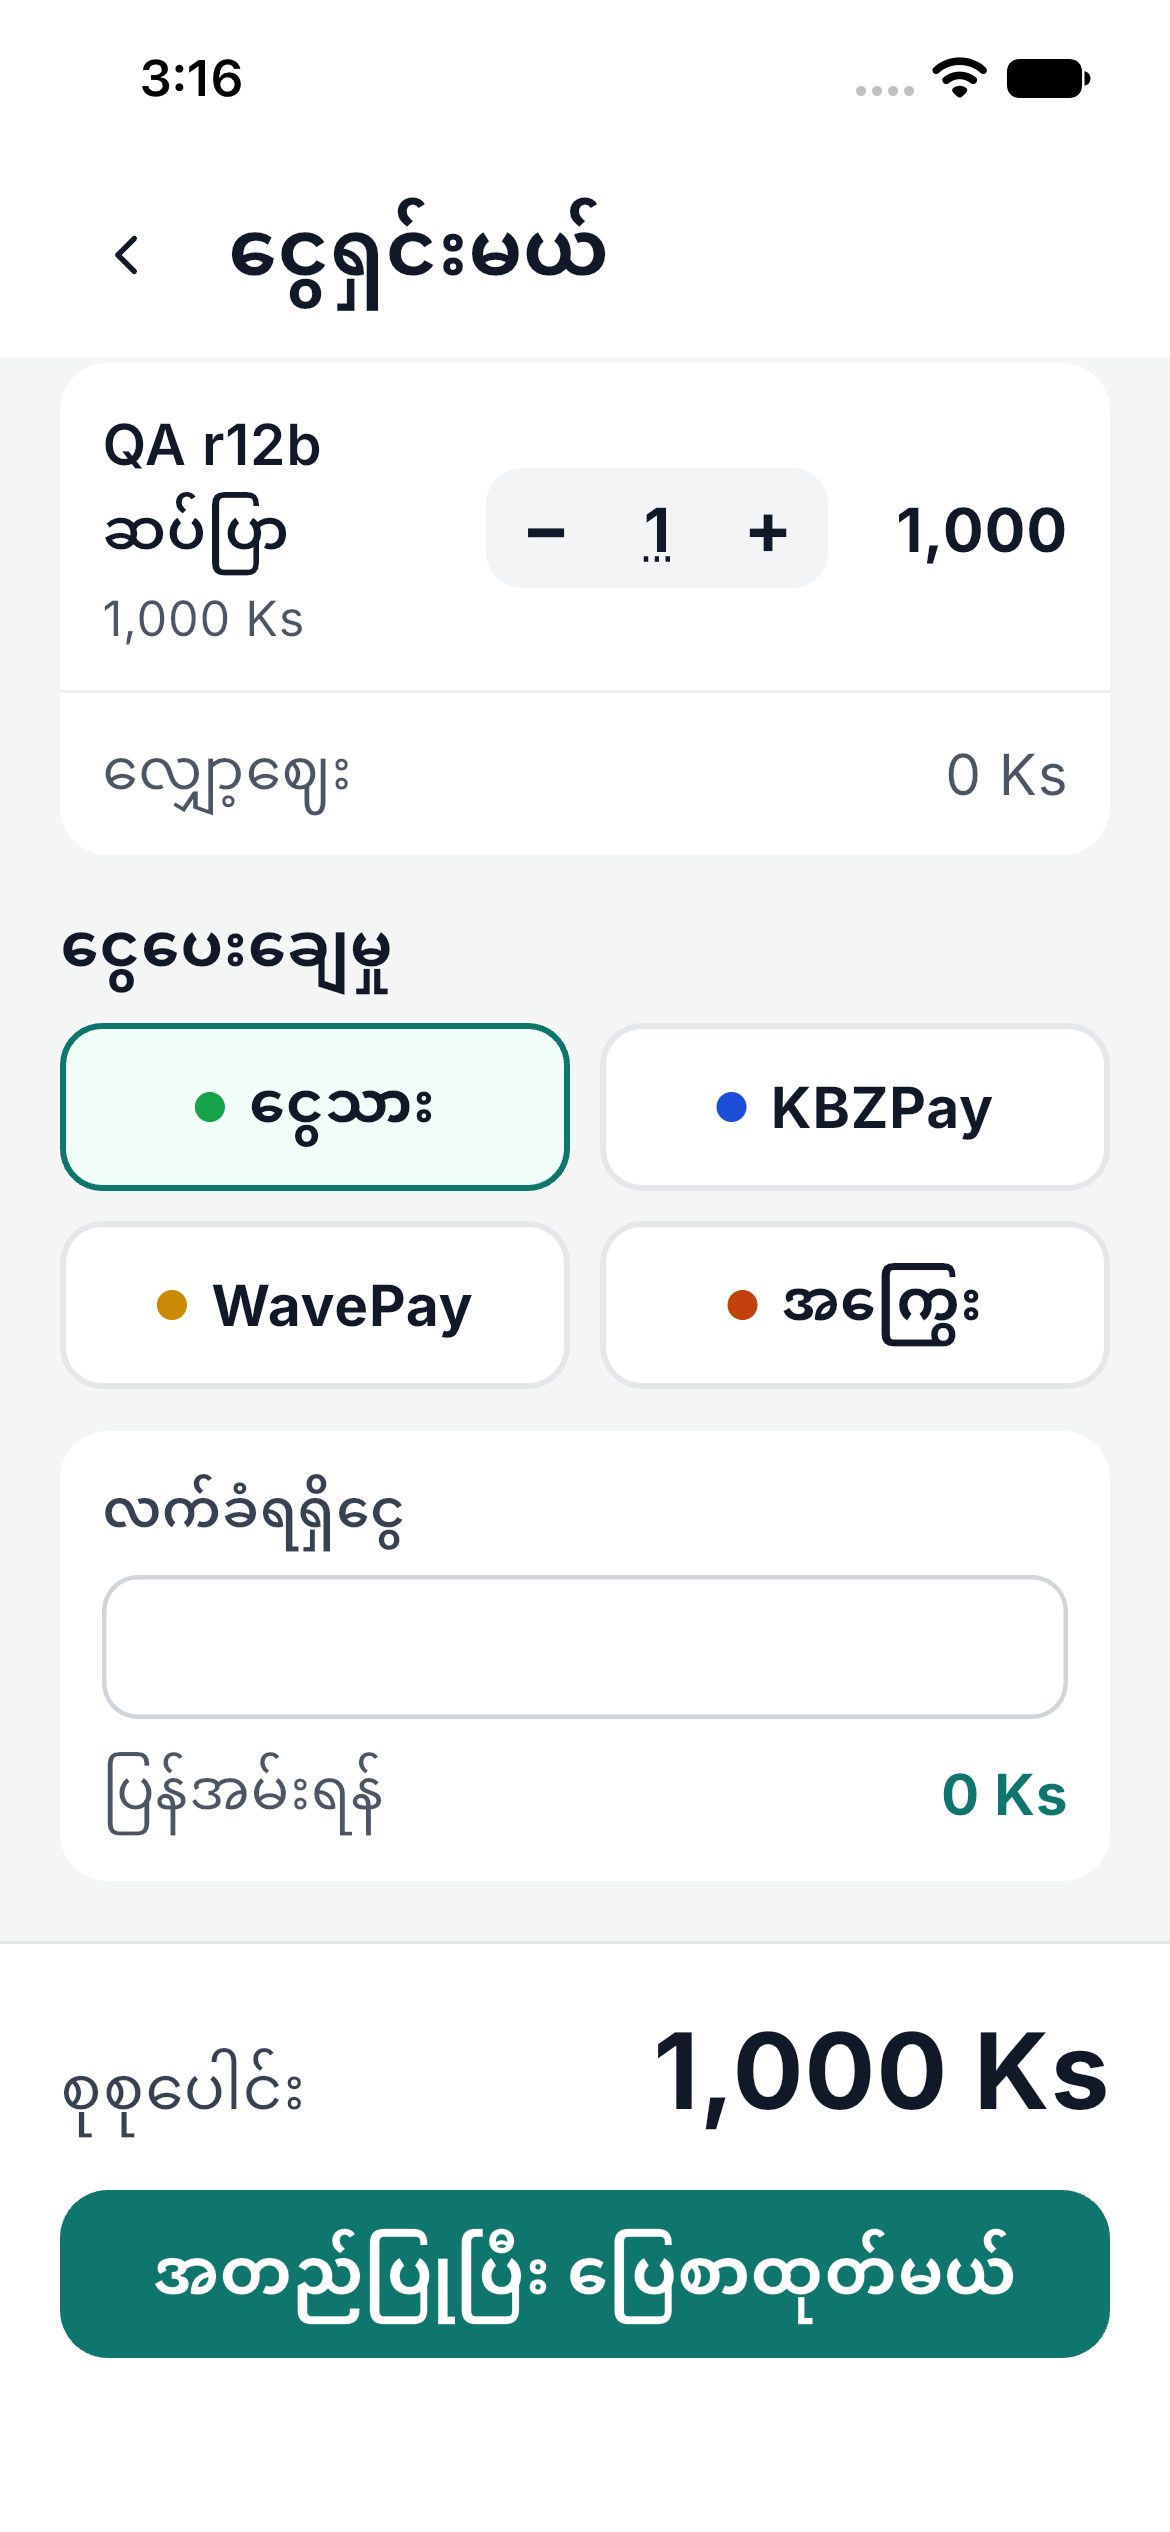 3:16
ငွေရှင်းမယ်
QA r12b
ဆပ်ပြာ
1,000 Ks
− 1 +
1,000
လျှော့ဈေး 0 Ks
ငွေပေးချေမှု
ငွေသား
KBZPay
WavePay
အကြွေး
လက်ခံရရှိငွေ
ပြန်အမ်းရန် 0 Ks
စုစုပေါင်း 1,000 Ks
အတည်ပြုပြီး ပြေစာထုတ်မယ်